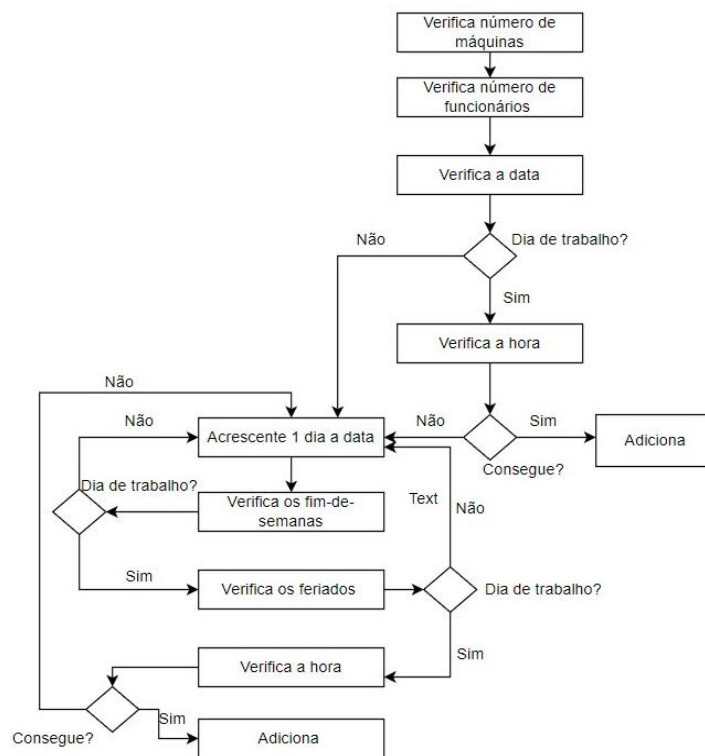 Verifica número de
máquinas
Verifica número de
funcionários
Verifica a data
Não
Dia de trabalho?
Sim
Verifica a hora
Não
Não
Acrescente 1 dia a data
Não
Sim
Adiciona
Consegue?
Dia de trabalho?
Verifica os fim-de-
semanas
Text
Não
Sim
Verifica os feriados
Dia de trabalho?
Verifica a hora
Sim
Consegue?
Sim
Adiciona